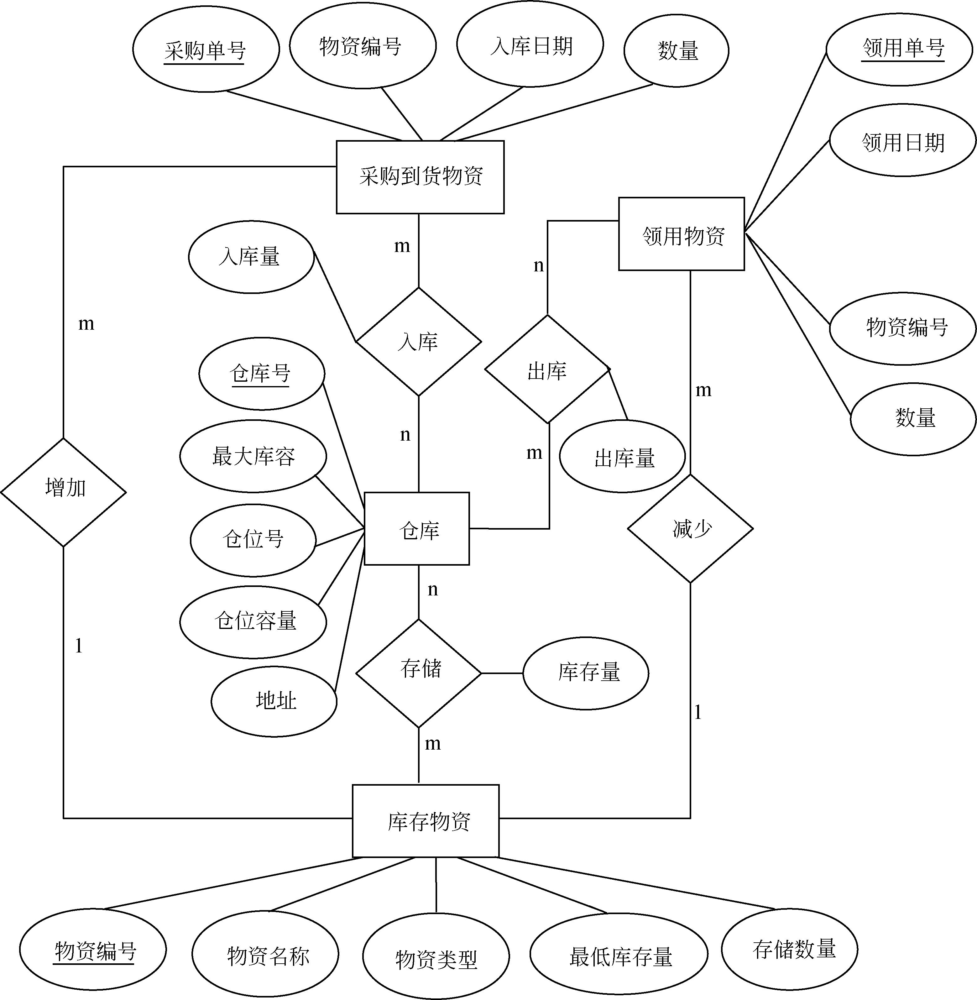 采购单号
物资编号
入库日期
数量
领用单号
领用日期
采购到货物资
领用物资
入库量
m
n
m
入库
物资编号
仓库号
出库
m
数量
n
m
最大库容
出库量
增加
仓位号
仓库
减少
n
仓位容量
1
存储
库存量
地址
1
m
库存物资
物资编号
物资名称
物资类型
最低库存量
存储数量